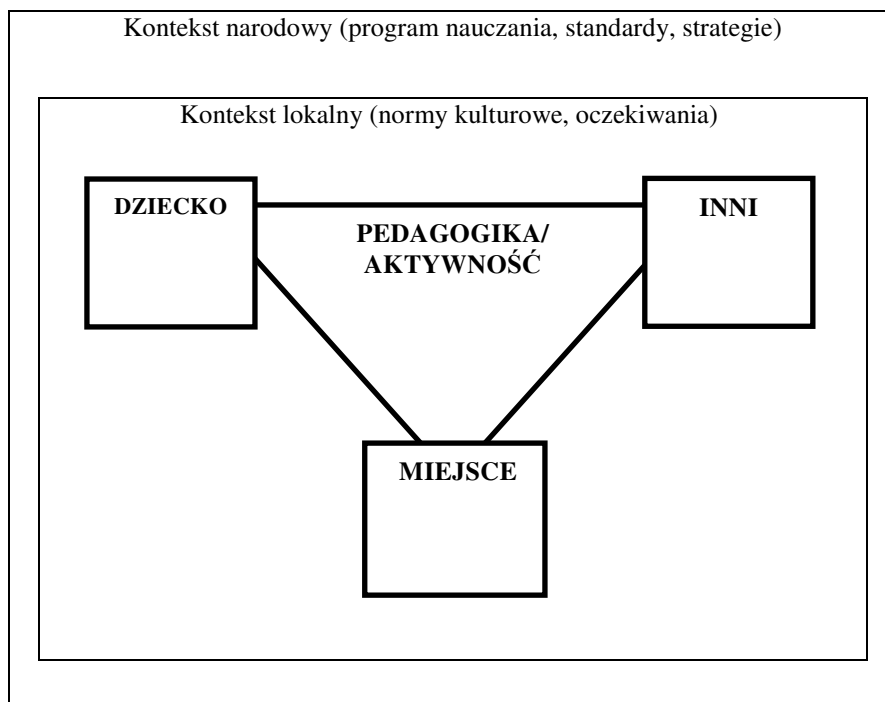 Kontekst narodowy (program nauczania, standardy, strategie)
Kontekst lokalny (normy kulturowe, oczekiwania)
DZIECKO
INNI
PEDAGOGIKA/
AKTYWNOŚĆ
MIEJSCE